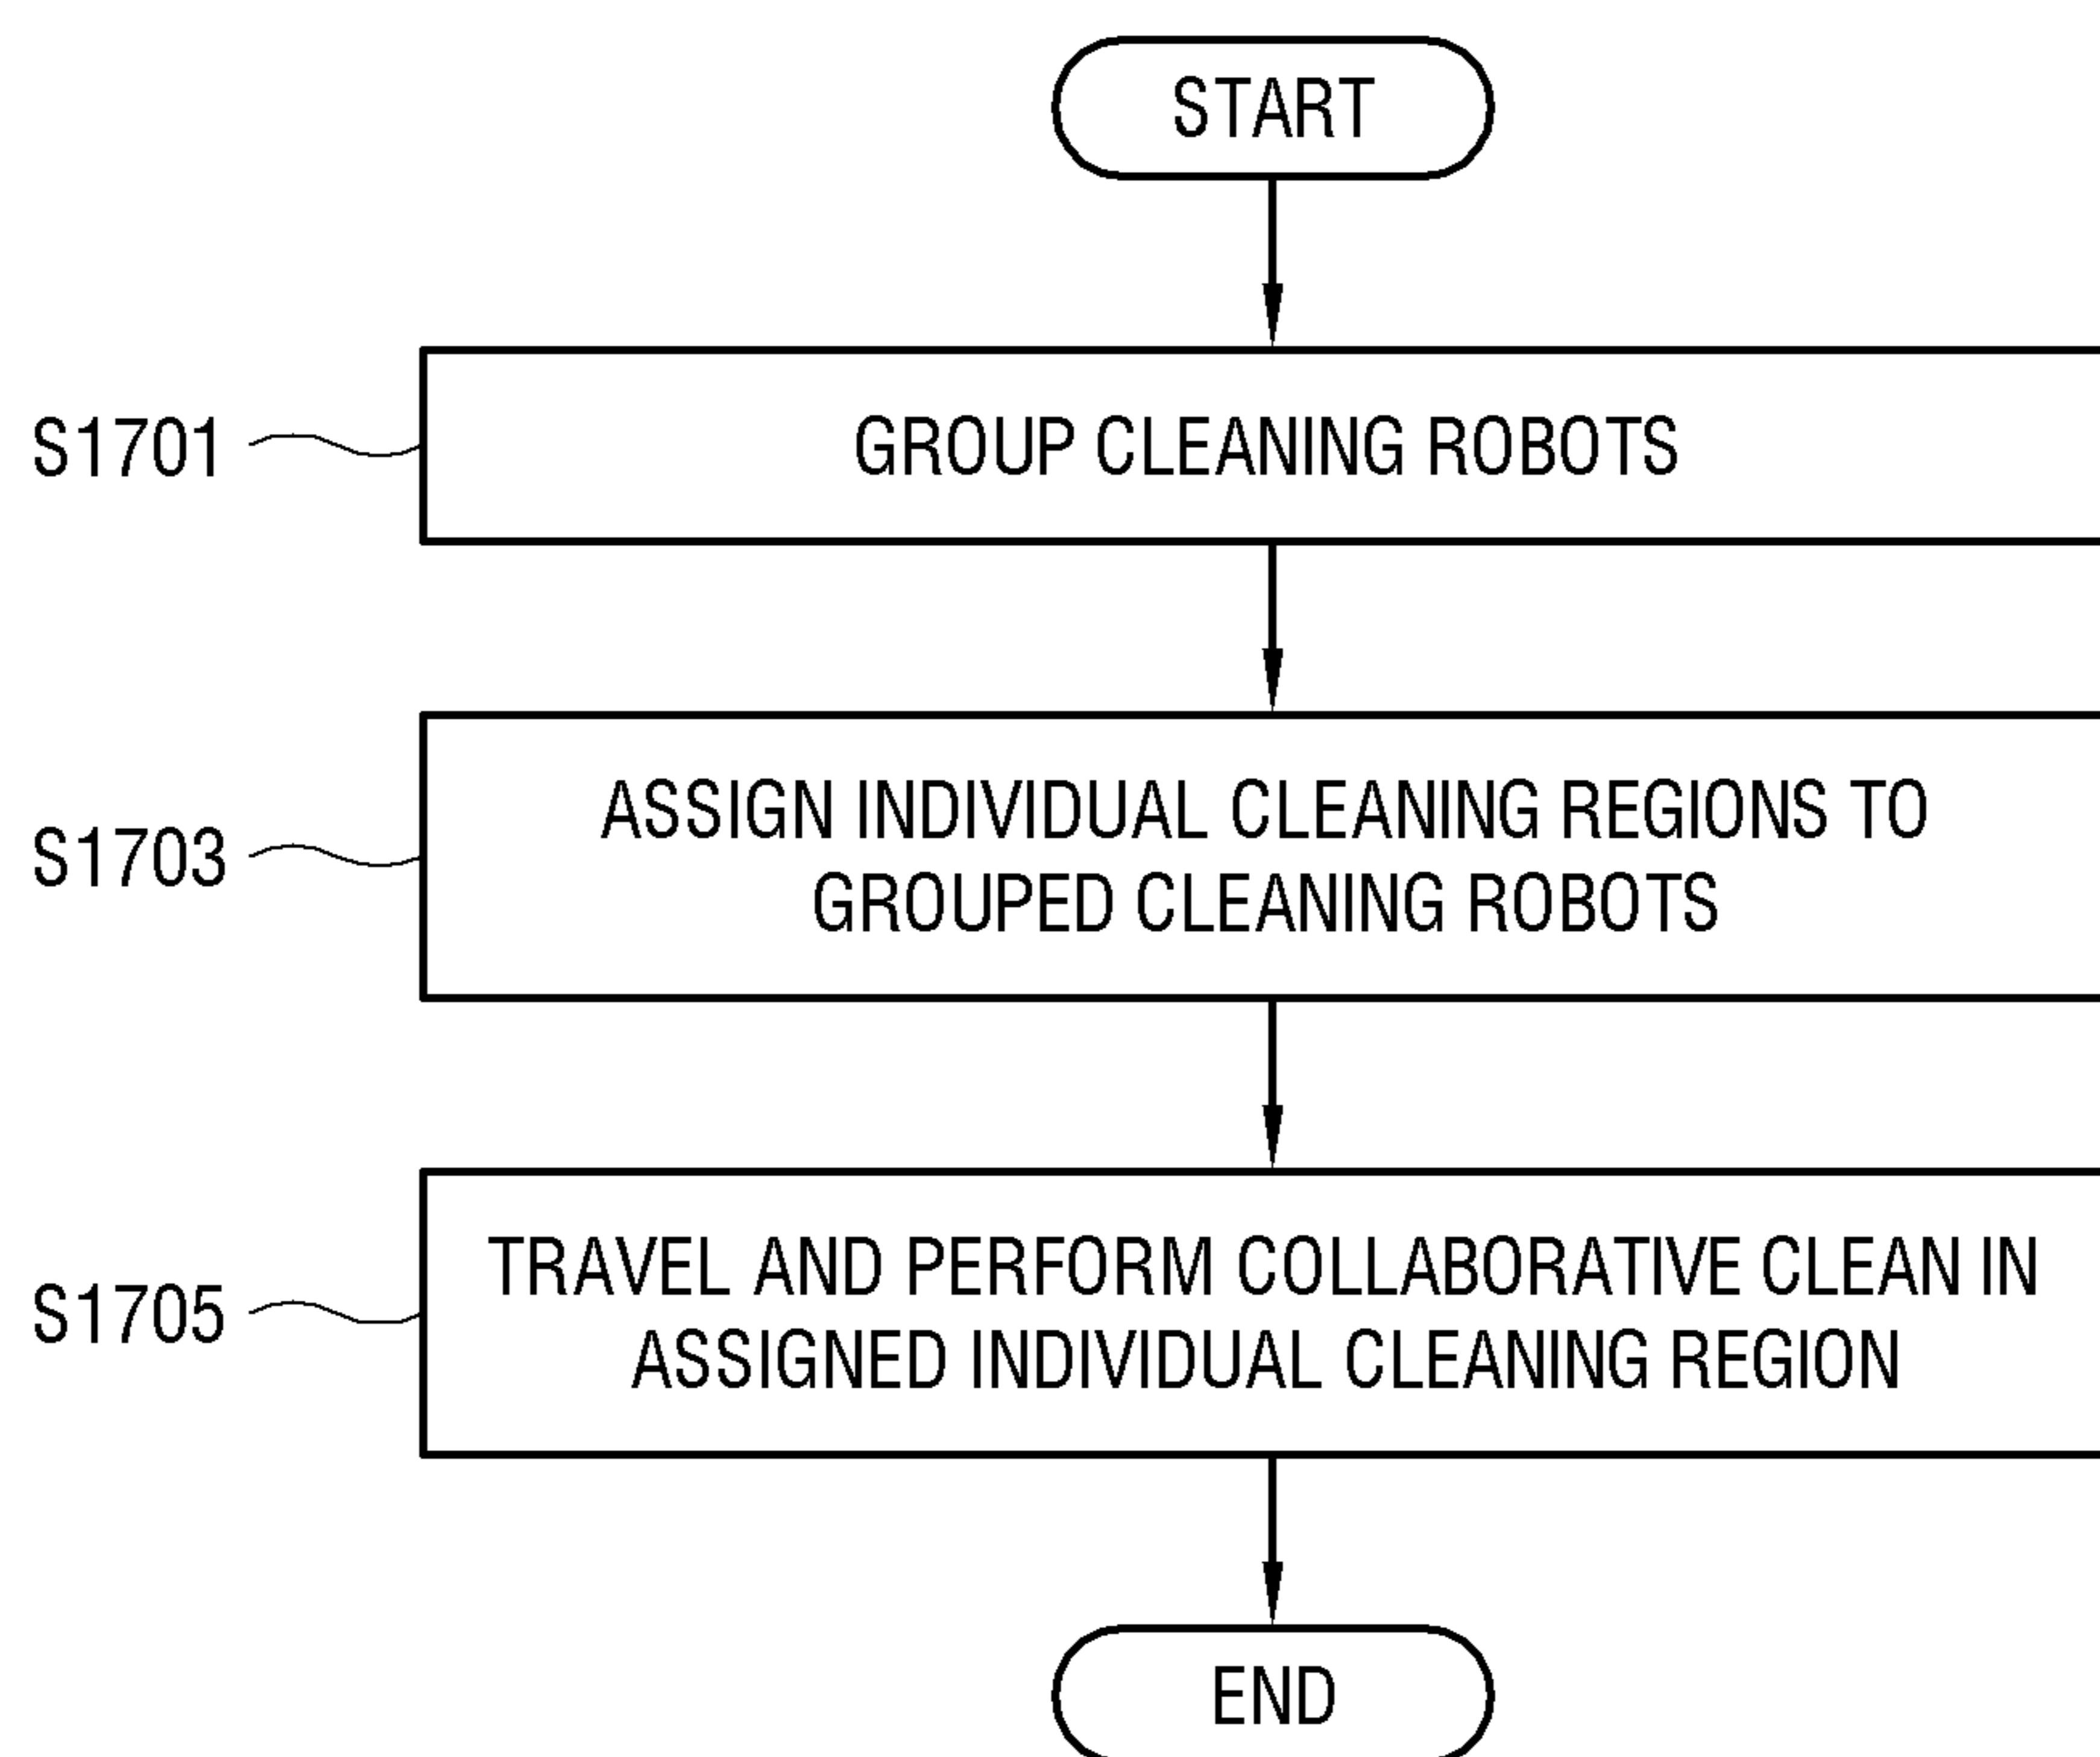 START
S1701
GROUP CLEANING ROBOTS
S1703
ASSIGN INDIVIDUAL CLEANING REGIONS TO
GROUPED CLEANING ROBOTS
S1705
TRAVEL AND PERFORM COLLABORATIVE CLEAN IN
ASSIGNED INDIVIDUAL CLEANING REGION
END